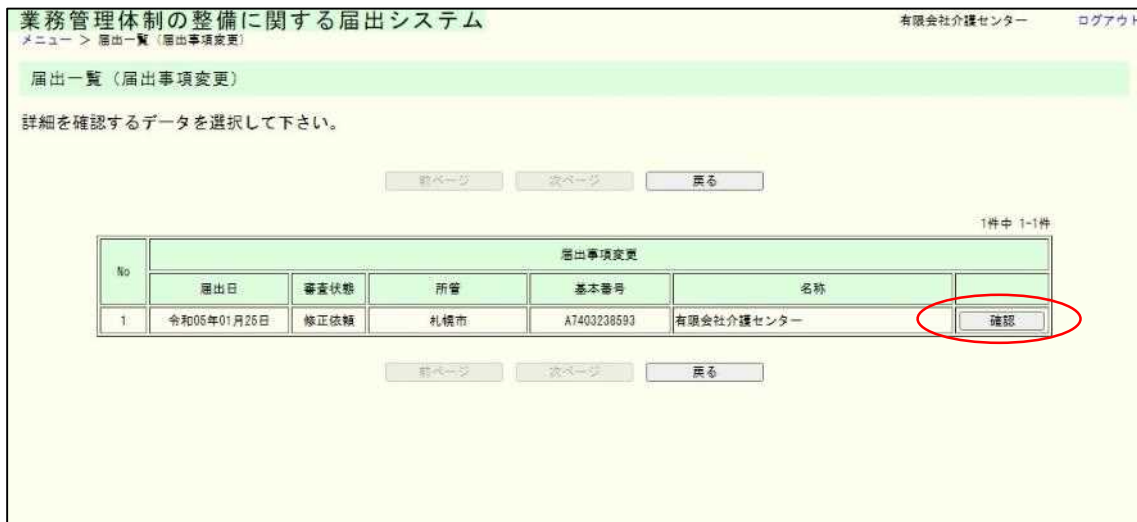 業務管理体制の整備に関する届出システム
有限会社介護センター ログアウト
メニュー > 届出一覧（届出事項変更）
届出一覧（届出事項変更）
詳細を確認するデータを選択して下さい。
前ページ 次ページ 戻る
1件中 1-1件
No 届出事項変更
届出日 審査状態 所管 基本番号 名称
1 令和05年01月25日 修正依頼 札幌市 A7403238593 有限会社介護センター 確認
前ページ 次ページ 戻る